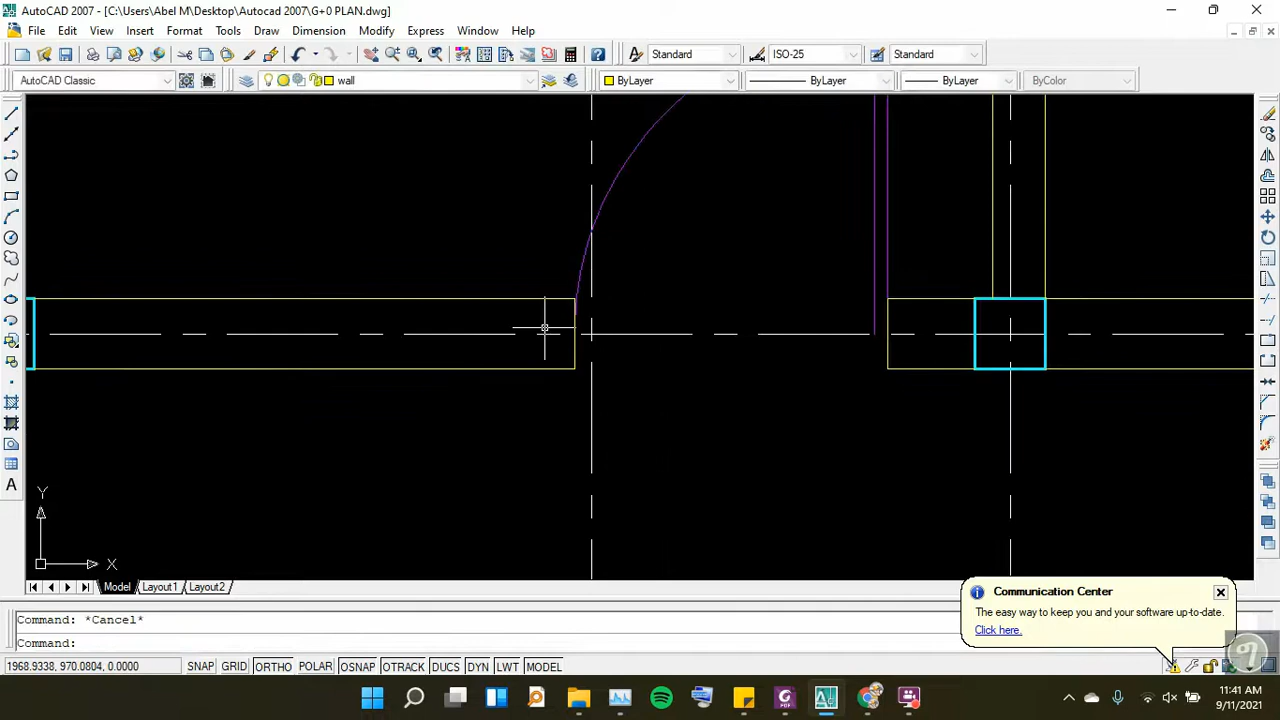 AutoCAD 2007 - [C:\Users\Abel M\Desktop\Autocad 2007\G+0 PLAN.dwg]
File Edit View Insert Format Tools Draw Dimension Modify Express Window Help
Standard ISO-25 Standard
AutoCAD Classic wall ByLayer ByLayer ByLayer ByColor
A
Y
X
Model Layout1 Layout2
Communication Center
The easy way to keep you and your software up-to-date.
Click here.
Command: *Cancel*
Command:
1968.9338, 970.0804, 0.0000 SNAP GRID ORTHO POLAR OSNAP OTRACK DUCS DYN LWT MODEL
11:41 AM
9/11/2021